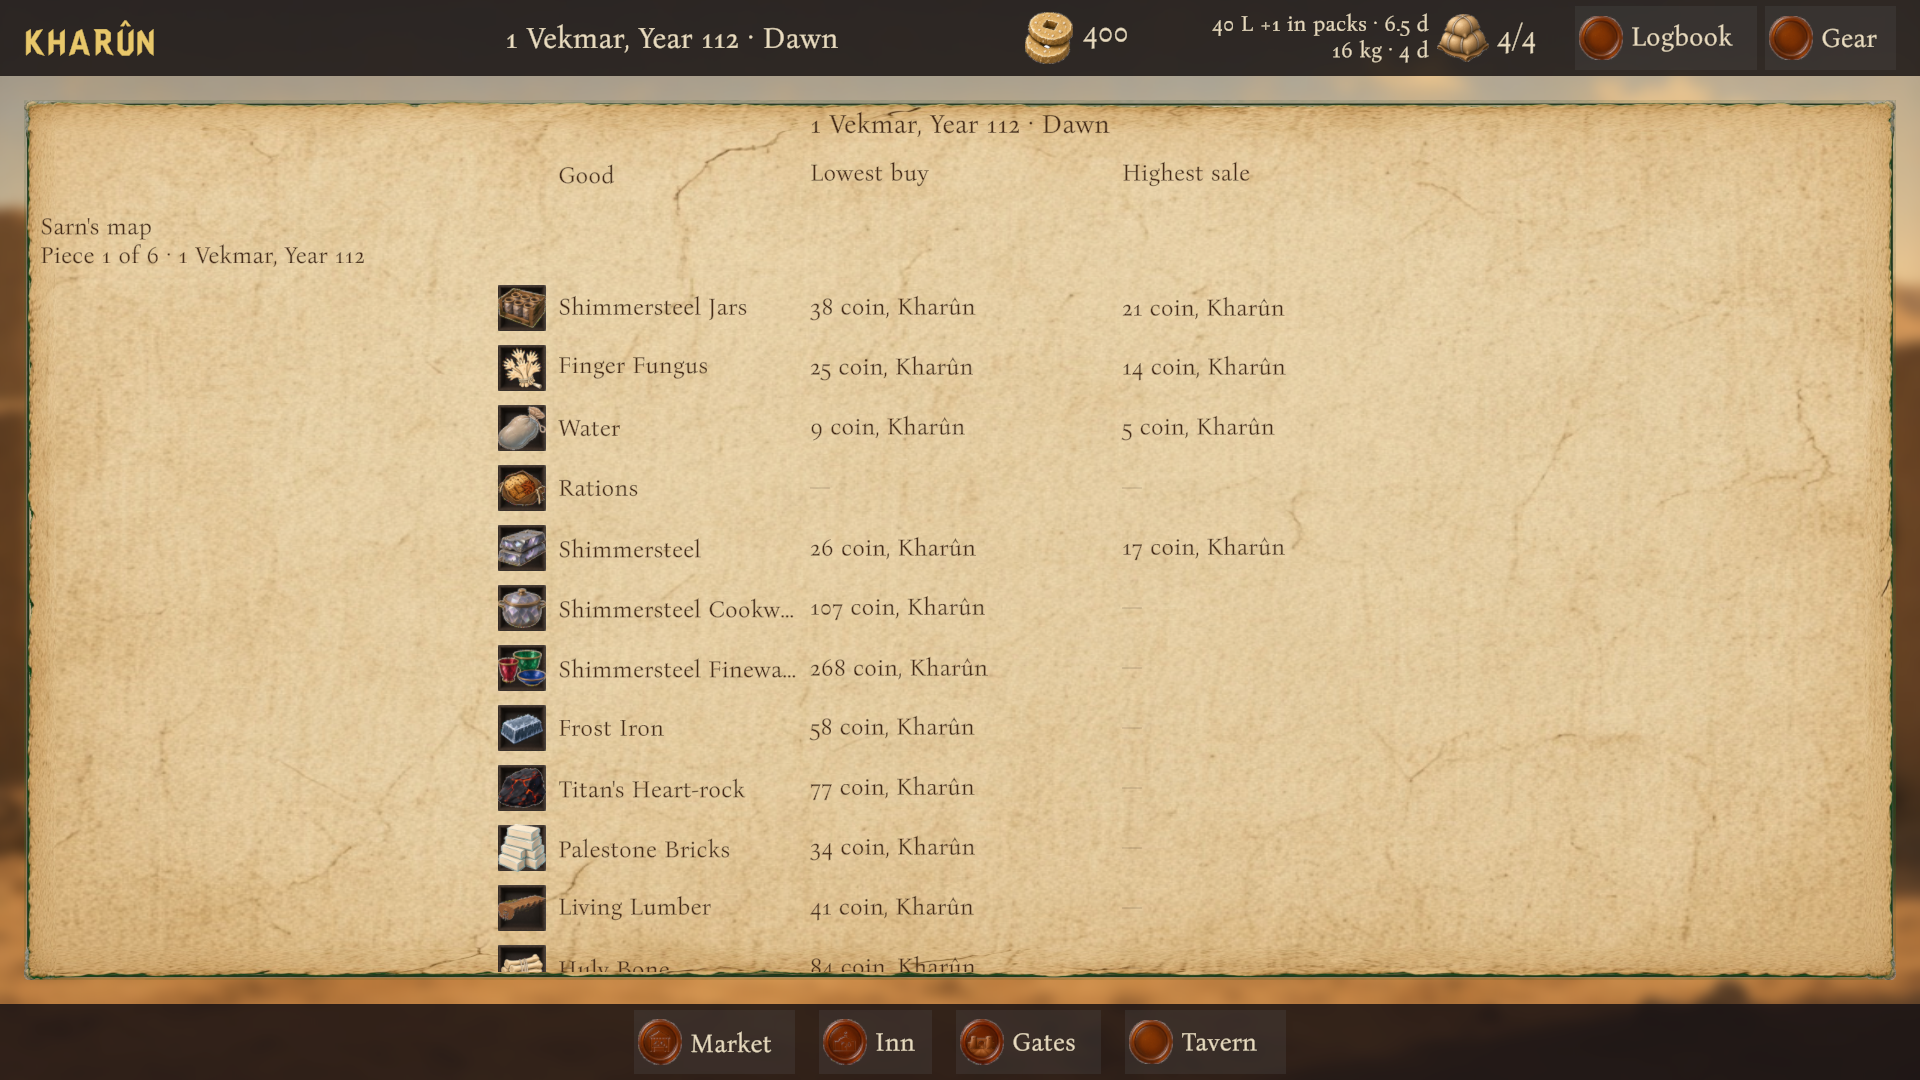 KHARÛN
1 Vekmar, Year 112 · Dawn
400
40 L +1 in packs · 6.5 d
16 kg · 4 d
4/4
Logbook
Gear
1 Vekmar, Year 112 · Dawn
Good Lowest buy Highest sale
Sarn's map
Piece 1 of 6 · 1 Vekmar, Year 112
Shimmersteel Jars 38 coin, Kharûn 21 coin, Kharûn
Finger Fungus 25 coin, Kharûn 14 coin, Kharûn
Water 9 coin, Kharûn 5 coin, Kharûn
Rations — —
Shimmersteel 26 coin, Kharûn 17 coin, Kharûn
Shimmersteel Cookw... 107 coin, Kharûn —
Shimmersteel Finewa... 268 coin, Kharûn —
Frost Iron 58 coin, Kharûn —
Titan's Heart-rock 77 coin, Kharûn —
Palestone Bricks 34 coin, Kharûn —
Living Lumber 41 coin, Kharûn —
Bone 84 coin, Kharûn
Market
Inn
Gates
Tavern